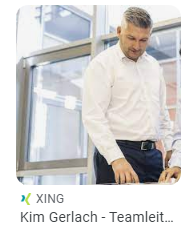 XING
Kim Gerlach - Teamleit...